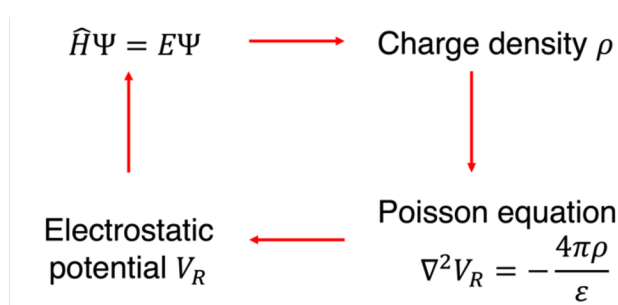 ĤΨ = EΨ
Charge density ρ
Poisson equation
∇²V_R = −4πρ/ε
Electrostatic
potential V_R